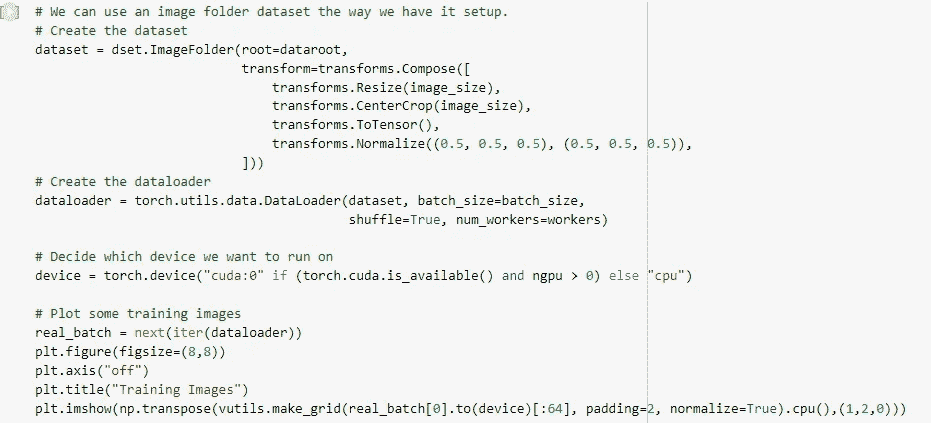 # We can use an image folder dataset the way we have it setup.
# Create the dataset
dataset = dset.ImageFolder(root=dataroot,
                           transform=transforms.Compose([
                               transforms.Resize(image_size),
                               transforms.CenterCrop(image_size),
                               transforms.ToTensor(),
                               transforms.Normalize((0.5, 0.5, 0.5), (0.5, 0.5, 0.5)),
                           ]))
# Create the dataloader
dataloader = torch.utils.data.DataLoader(dataset, batch_size=batch_size,
                                         shuffle=True, num_workers=workers)

# Decide which device we want to run on
device = torch.device("cuda:0" if (torch.cuda.is_available() and ngpu > 0) else "cpu")

# Plot some training images
real_batch = next(iter(dataloader))
plt.figure(figsize=(8,8))
plt.axis("off")
plt.title("Training Images")
plt.imshow(np.transpose(vutils.make_grid(real_batch[0].to(device)[:64], padding=2, normalize=True).cpu(),(1,2,0)))